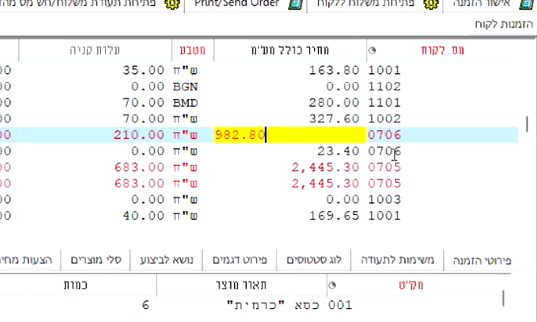 אישור הזמנה Print/Send Order פתיחת משלוח ללקוח פתיחת תעודת משלוח/חש מס
הזמנות לקוח
מס. לקוח מחיר כולל מע"מ מטבע עלות קניה
1001 163.80 ש"ח 35.00
1102 0.00 BGN 0.00
1101 280.00 BMD 70.00
1002 327.60 ש"ח 70.00
0706 982.80 ש"ח 210.00
0706 23.40 ש"ח 0.00
0705 2,445.30 ש"ח 683.00
0705 2,445.30 ש"ח 683.00
1003 0.00 ש"ח 0.00
1001 169.65 ש"ח 40.00
פירוטי הזמנה משימות לתעודה לוג סטטוסים פירוט דגמים נושא לביצוע סלי מוצרים הצעות
מק"ט תאור מוצר כמות
001 כסא "כרמית" 6